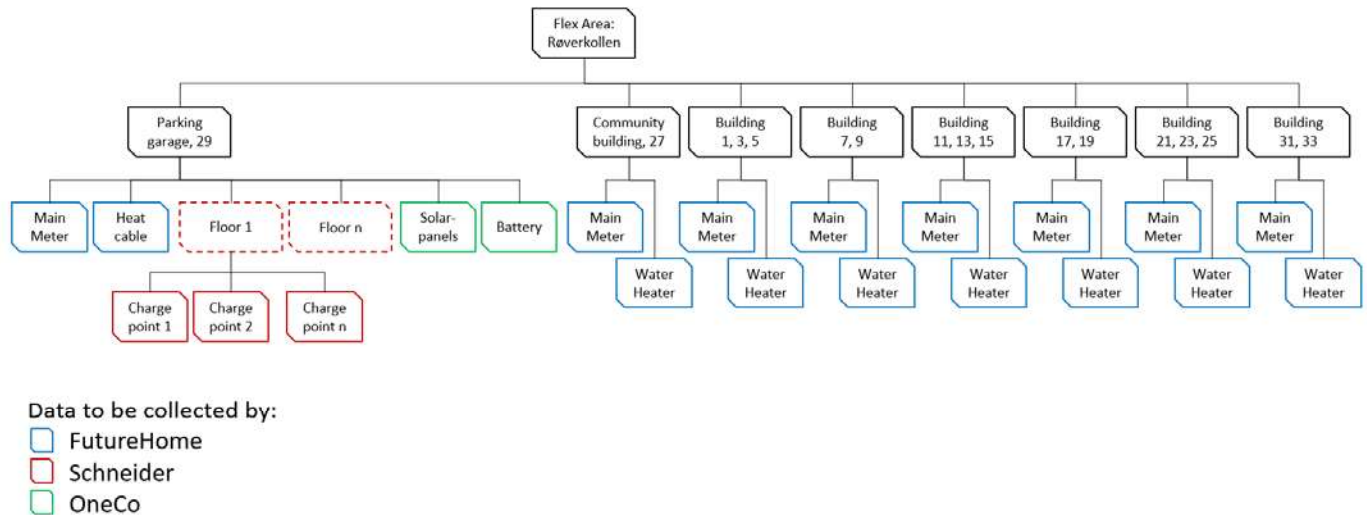 Flex Area:
Røverkollen
Parking
garage, 29
Community
building, 27
Building
1, 3, 5
Building
7, 9
Building
11, 13, 15
Building
17, 19
Building
21, 23, 25
Building
31, 33
Main
Meter
Heat
cable
Floor 1
Floor n
Solar-
panels
Battery
Main
Meter
Main
Meter
Main
Meter
Main
Meter
Main
Meter
Main
Meter
Main
Meter
Water
Heater
Water
Heater
Water
Heater
Water
Heater
Water
Heater
Water
Heater
Water
Heater
Charge
point 1
Charge
point 2
Charge
point n
Data to be collected by:
FutureHome
Schneider
OneCo